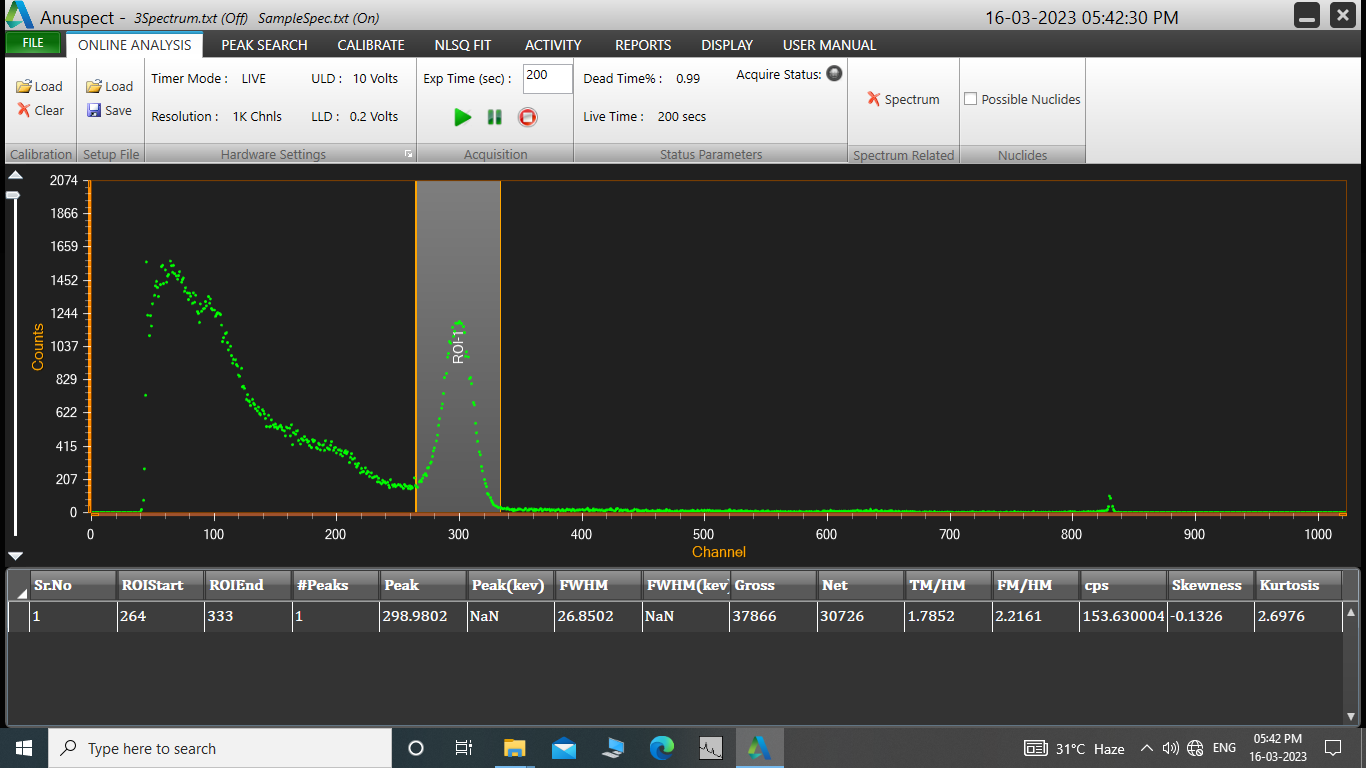 Anuspect - 3Spectrum.txt (Off) SampleSpec.txt (On) 16-03-2023 05:42:30 PM
FILE ONLINE ANALYSIS PEAK SEARCH CALIBRATE NLSQ FIT ACTIVITY REPORTS DISPLAY USER MANUAL
Load Load Timer Mode : LIVE ULD : 10 Volts Exp Time (sec) : 200 Dead Time% : 0.99 Acquire Status:
Spectrum Possible Nuclides
Clear Save Resolution : 1K Chnls LLD : 0.2 Volts Live Time : 200 secs
Calibration Setup File Hardware Settings Acquisition Status Parameters Spectrum Related Nuclides
2074
1866
1659
1452
1244
1037
829
622
415
207
0
Counts
ROI-1
0 100 200 300 400 500 600 700 800 900 1000
Channel
Sr.No ROIStart ROIEnd #Peaks Peak Peak(kev) FWHM FWHM(kev) Gross Net TM/HM FM/HM cps Skewness Kurtosis
1 264 333 1 298.9802 NaN 26.8502 NaN 37866 30726 1.7852 2.2161 153.630004 -0.1326 2.6976
Type here to search 31°C Haze ENG 05:42 PM
16-03-2023